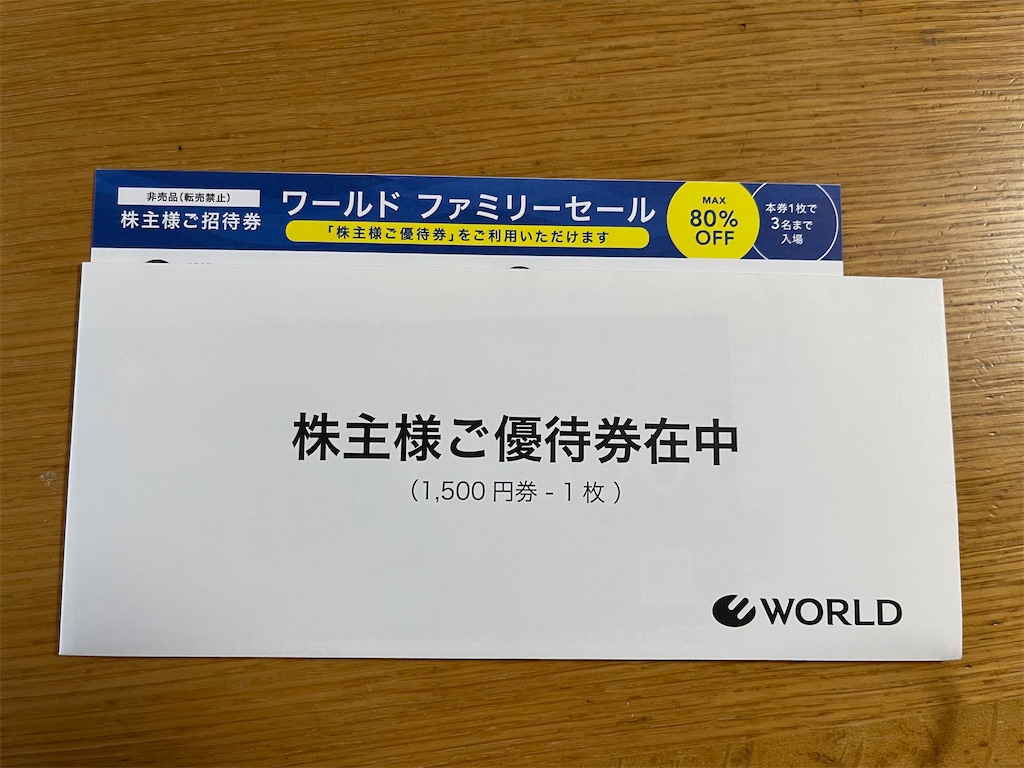 非売品(転売禁止)
株主様ご招待券
ワールド ファミリーセール
「株主様ご優待券」をご利用いただけます
MAX
80%
OFF
本券1枚で
3名まで
入場
株主様ご優待券在中
（1,500円券 - 1枚）
WORLD